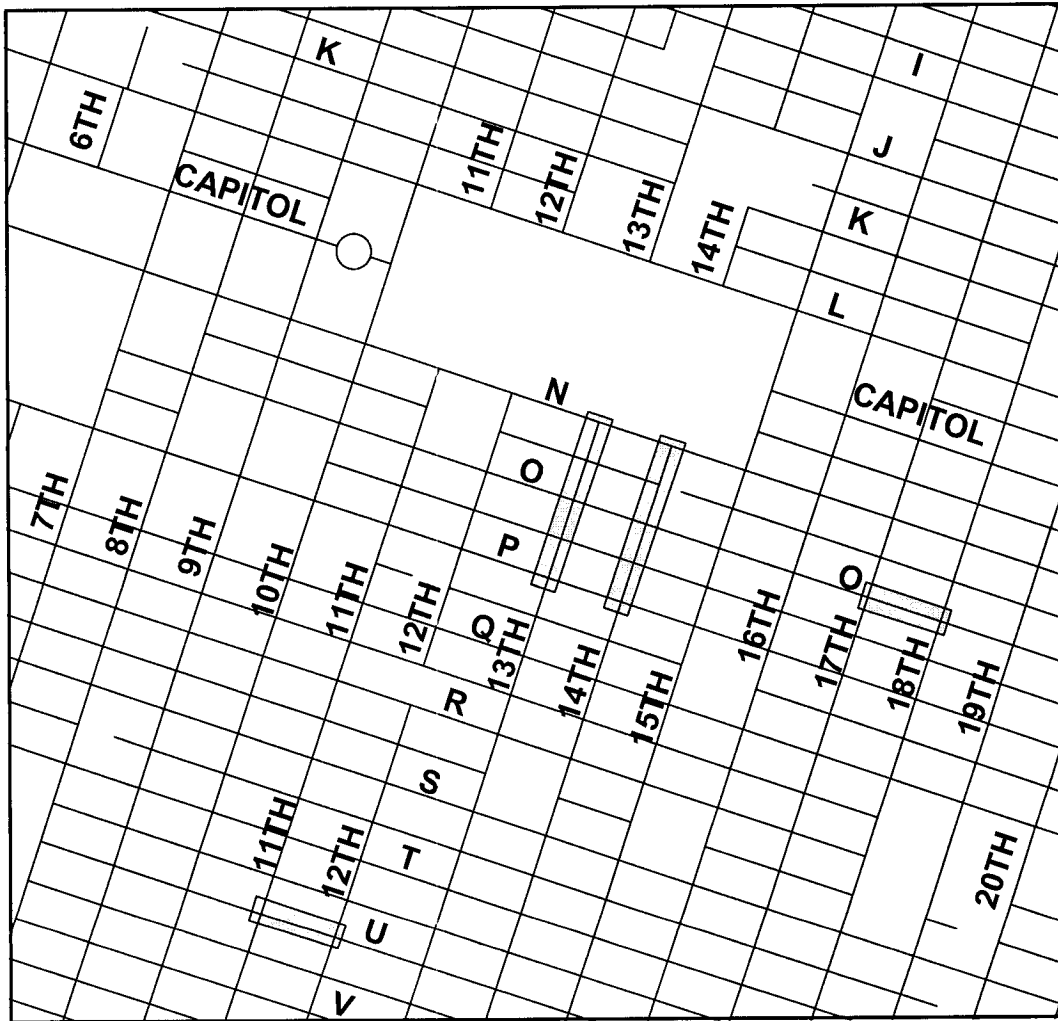 K
I
6TH
J
11TH
12TH
CAPITOL
13TH
K
14TH
L
N
CAPITOL
O
7TH
8TH
P
9TH
10TH
O
11TH
12TH
Q
16TH
13TH
17TH
14TH
18TH
R
15TH
19TH
S
11TH
12TH
T
20TH
U
V